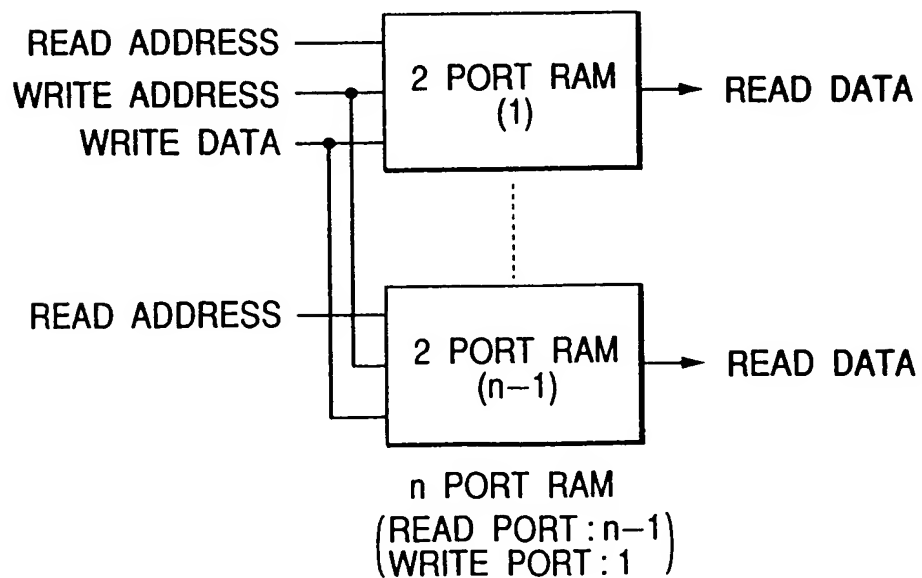 READ ADDRESS
WRITE ADDRESS
WRITE DATA
2 PORT RAM
(1)
READ DATA
READ ADDRESS
2 PORT RAM
(n-1)
READ DATA
n PORT RAM
(READ PORT : n-1)
(WRITE PORT : 1)